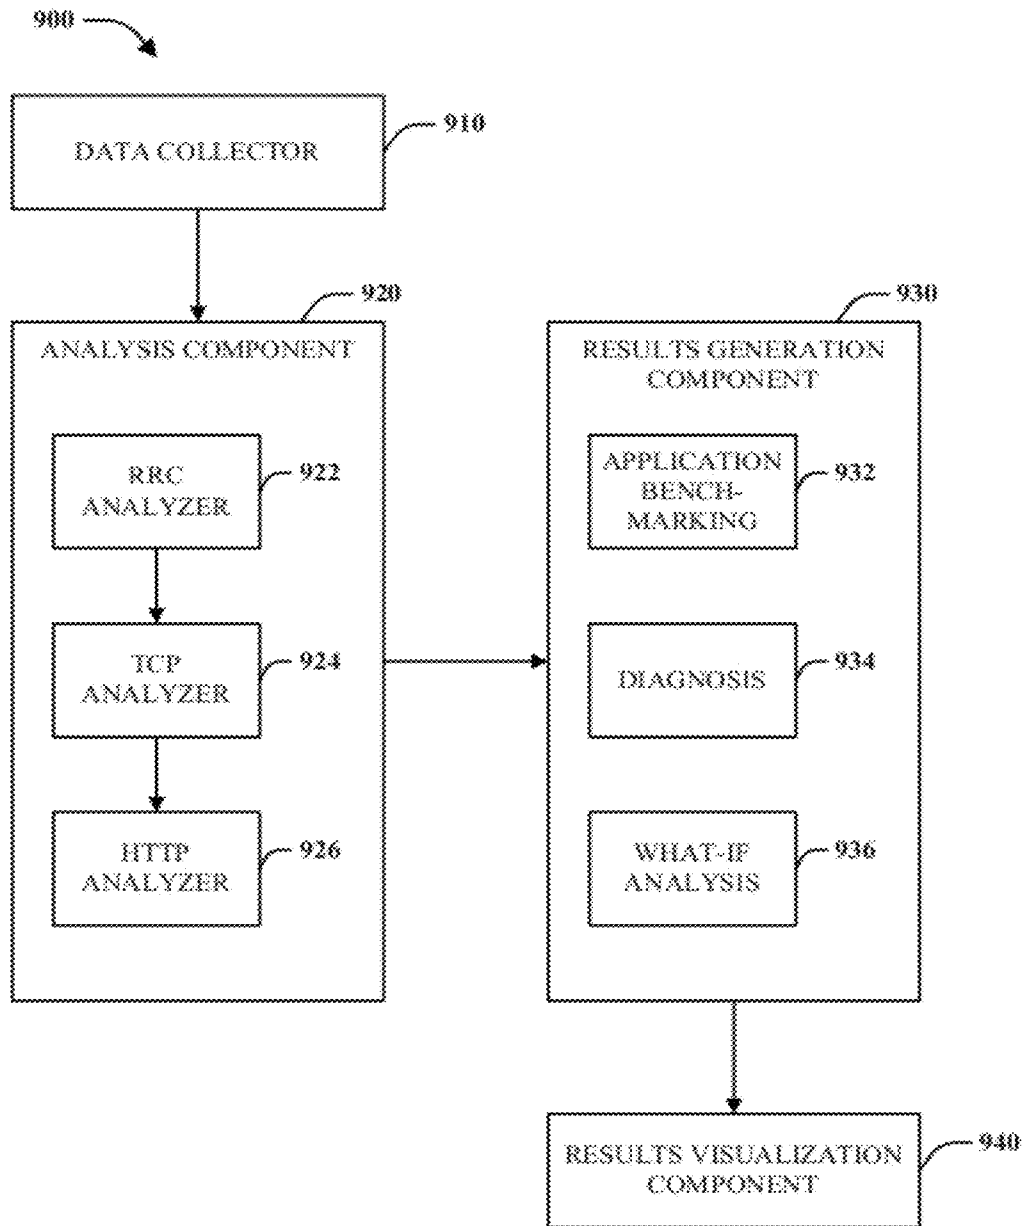 900
DATA COLLECTOR
910
920
ANALYSIS COMPONENT
RRC
ANALYZER
922
TCP
ANALYZER
924
HTTP
ANALYZER
926
930
RESULTS GENERATION
COMPONENT
APPLICATION
BENCH-
MARKING
932
DIAGNOSIS
934
WHAT-IF
ANALYSIS
936
RESULTS VISUALIZATION
COMPONENT
940